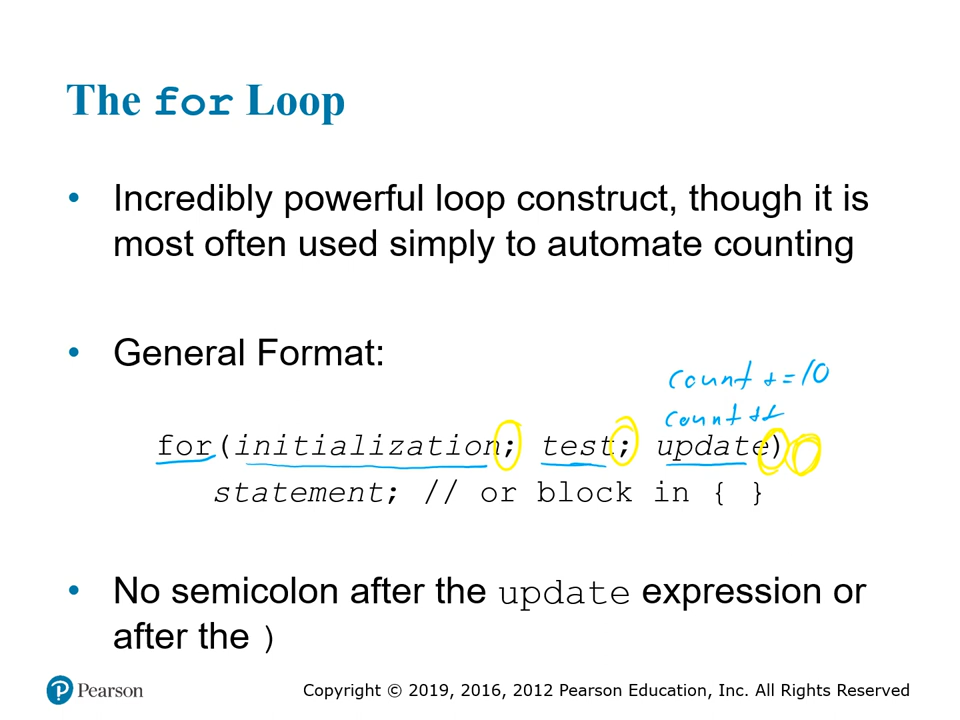 The for Loop
• Incredibly powerful loop construct, though it is
most often used simply to automate counting
• General Format:
count += 10
count ++
for(initialization; test; update)
statement; // or block in { }
• No semicolon after the update expression or
after the )
Pearson
Copyright © 2019, 2016, 2012 Pearson Education, Inc. All Rights Reserved